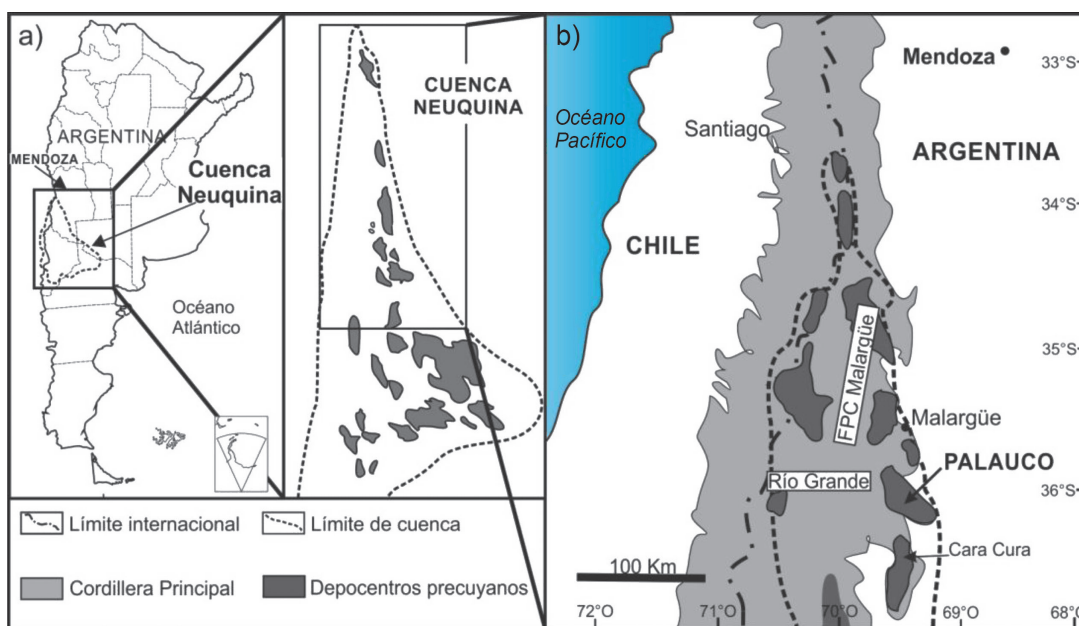 a)
ARGENTINA
MENDOZA
Cuenca
Neuquina
Océano
Atlántico
CUENCA
NEUQUINA
Límite internacional
Límite de cuenca
Cordillera Principal
Depocentros precuyanos
b)
Océano
Pacífico
Mendoza
33°S
Santiago
ARGENTINA
34°S
CHILE
FPC Malargüe
35°S
Malargüe
PALAUCO
Río Grande
36°S
Cara Cura
100 Km
72°O
71°O
70°O
69°O
68°O